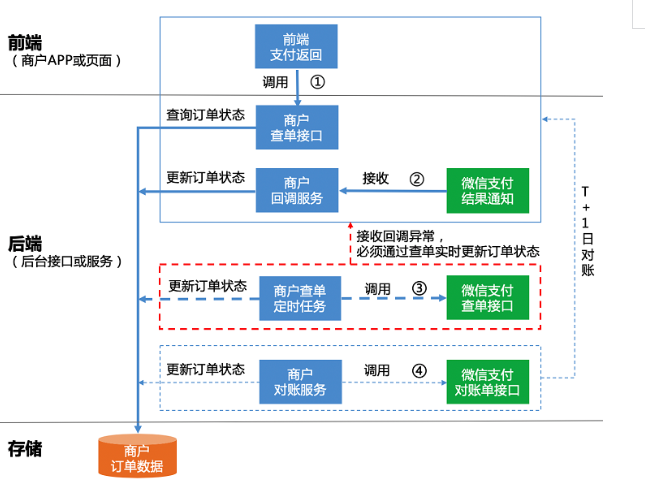 前端
（商户APP或页面）
前端
支付返回
调用 ①
查询订单状态
商户
查单接口
更新订单状态
商户
回调服务
接收 ②
微信支付
结果通知
后端
（后台接口或服务）
接收回调异常，
必须通过查单实时更新订单状态
T
+
1
日
对
账
更新订单状态
商户查单
定时任务
调用 ③
微信支付
查单接口
更新订单状态
商户
对账服务
调用 ④
微信支付
对账单接口
存储
商户
订单数据